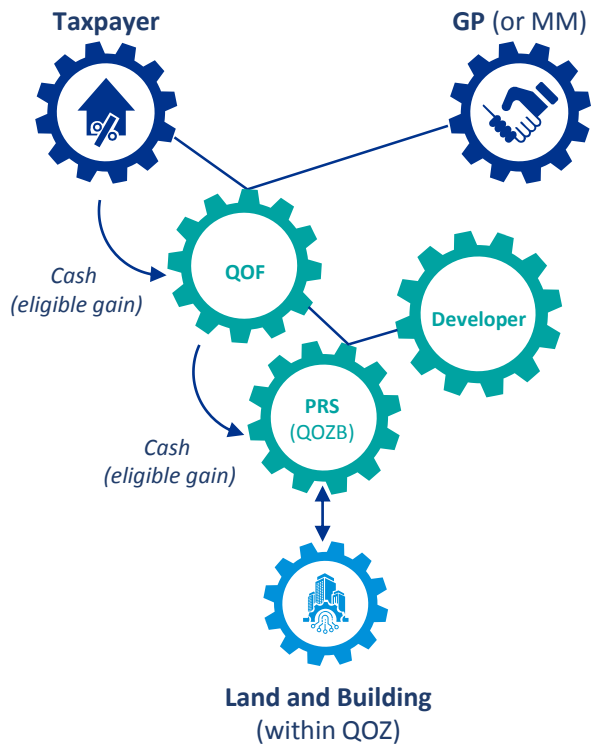 Taxpayer
GP (or MM)
QOF
Cash
(eligible gain)
Developer
PRS
(QOZB)
Cash
(eligible gain)
Land and Building
(within QOZ)